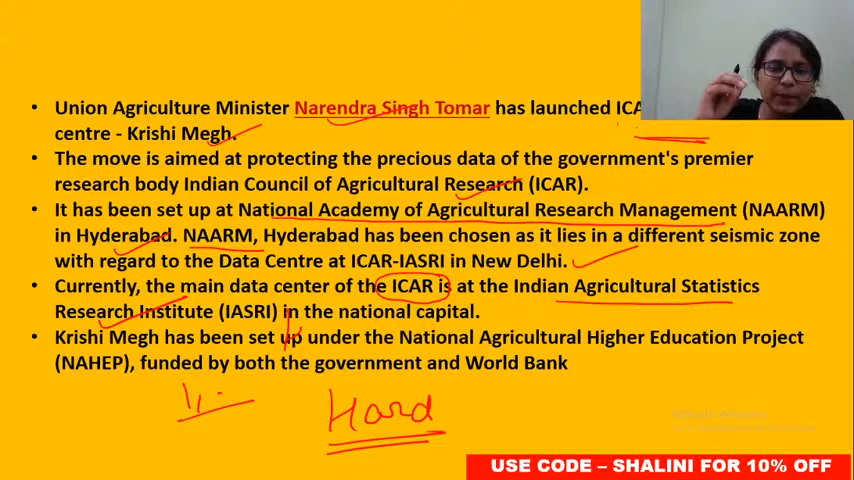 • Union Agriculture Minister Narendra Singh Tomar has launched ICA
centre - Krishi Megh.
• The move is aimed at protecting the precious data of the government's premier
research body Indian Council of Agricultural Research (ICAR).
• It has been set up at National Academy of Agricultural Research Management (NAARM)
in Hyderabad. NAARM, Hyderabad has been chosen as it lies in a different seismic zone
with regard to the Data Centre at ICAR-IASRI in New Delhi.
• Currently, the main data center of the ICAR is at the Indian Agricultural Statistics
Research Institute (IASRI) in the national capital.
• Krishi Megh has been set up under the National Agricultural Higher Education Project
(NAHEP), funded by both the government and World Bank
Hard
USE CODE – SHALINI FOR 10% OFF